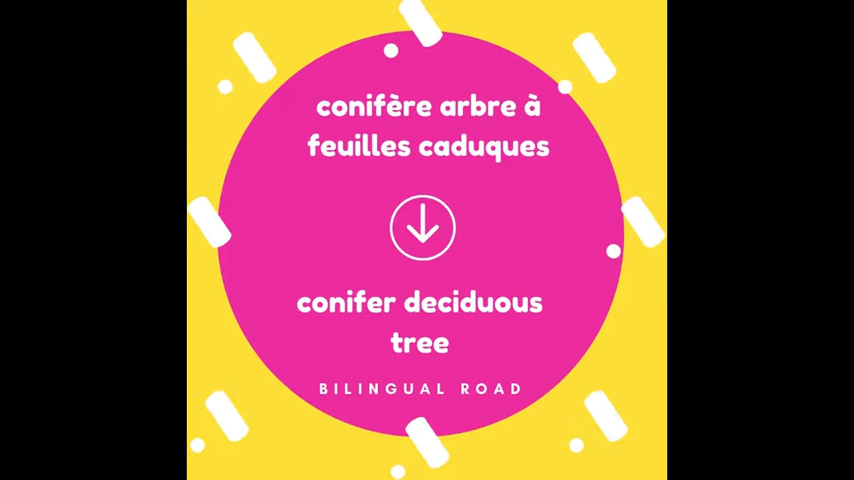 conifère arbre à
feuilles caduques
conifer deciduous
tree
BILINGUAL ROAD